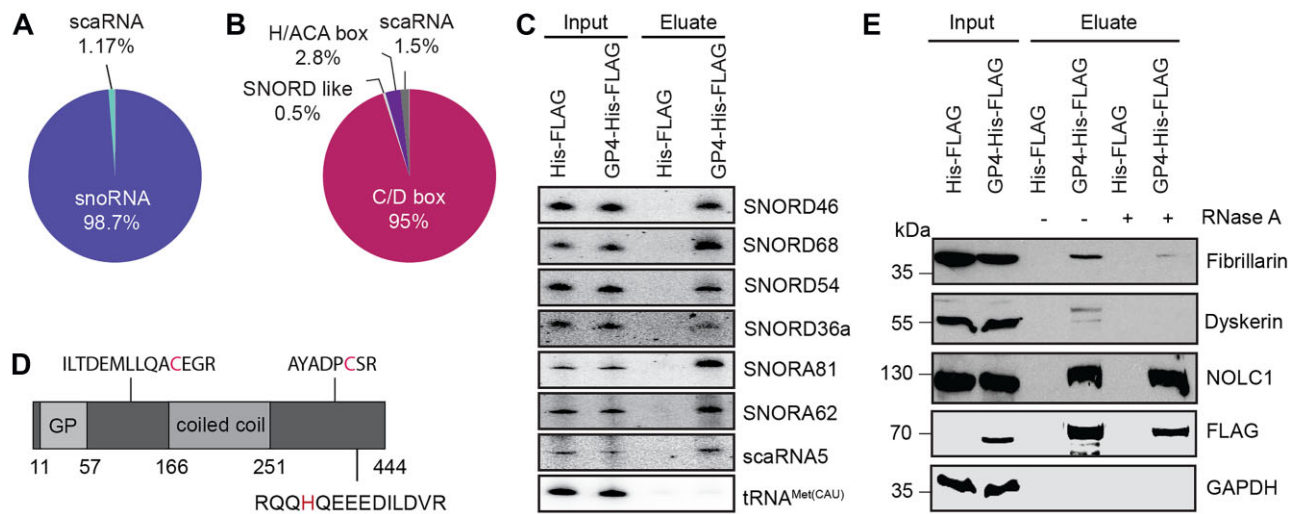 A
scaRNA
1.17%
snoRNA
98.7%
B
scaRNA
1.5%
H/ACA box
2.8%
SNORD like
0.5%
C/D box
95%
C
Input
Eluate
His-FLAG
GP4-His-FLAG
His-FLAG
GP4-His-FLAG
SNORD46
SNORD68
SNORD54
SNORD36a
SNORA81
SNORA62
scaRNA5
tRNAMet(CAU)
D
ILTDEMLLQACEGR
AYADPCSR
GP
coiled coil
11 57 166 251 444
RQQHQEEEDILDVR
E
Input
Eluate
His-FLAG
GP4-His-FLAG
His-FLAG
GP4-His-FLAG
His-FLAG
GP4-His-FLAG
- - + + RNase A
kDa
35
Fibrillarin
55
Dyskerin
130
NOLC1
70
FLAG
35
GAPDH